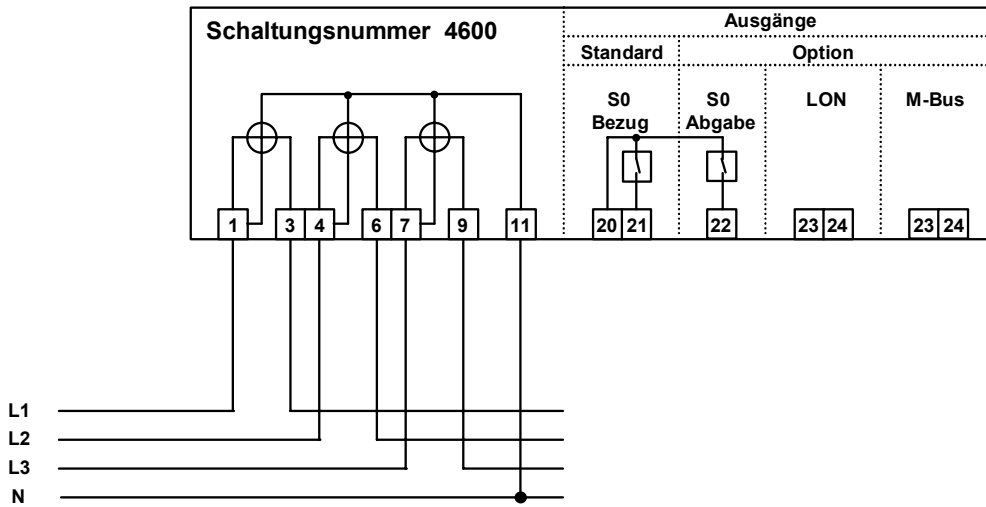 Schaltungsnummer 4600
Ausgänge
Standard
Option
S0
Bezug
S0
Abgabe
LON
M-Bus
1
3
4
6
7
9
11
20
21
22
23
24
23
24
L1
L2
L3
N